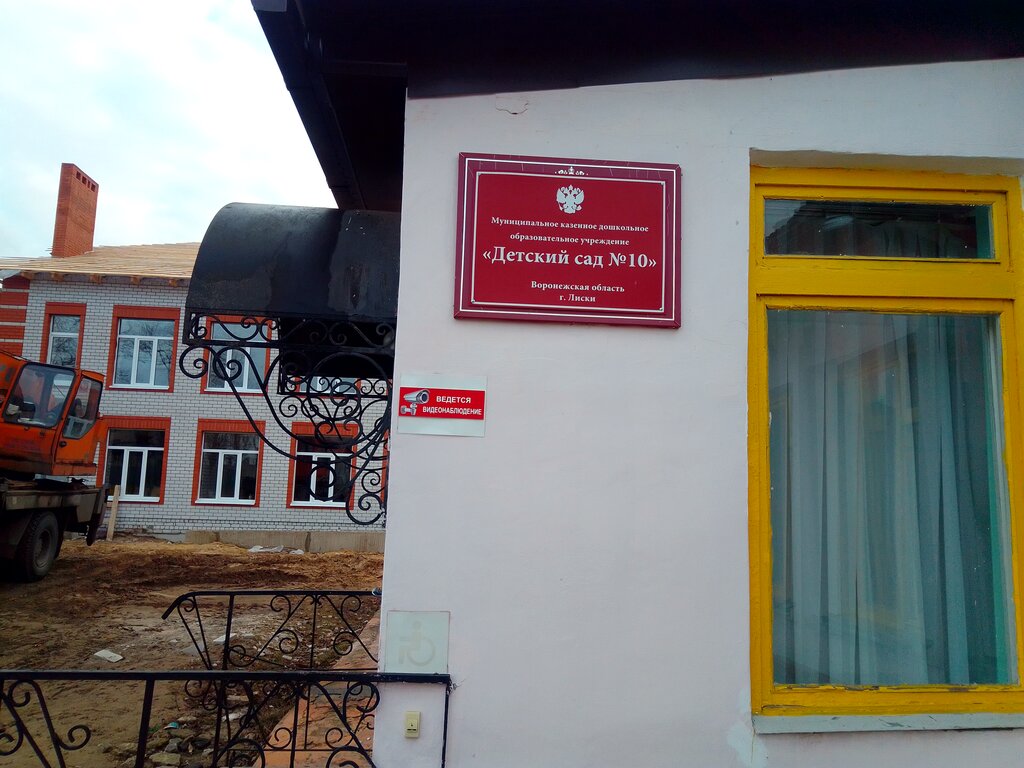 Муниципальное казенное дошкольное
образовательное учреждение
«Детский сад №10»
Воронежская область
г. Лиски
ВЕДЕТСЯ
ВИДЕОНАБЛЮДЕНИЕ